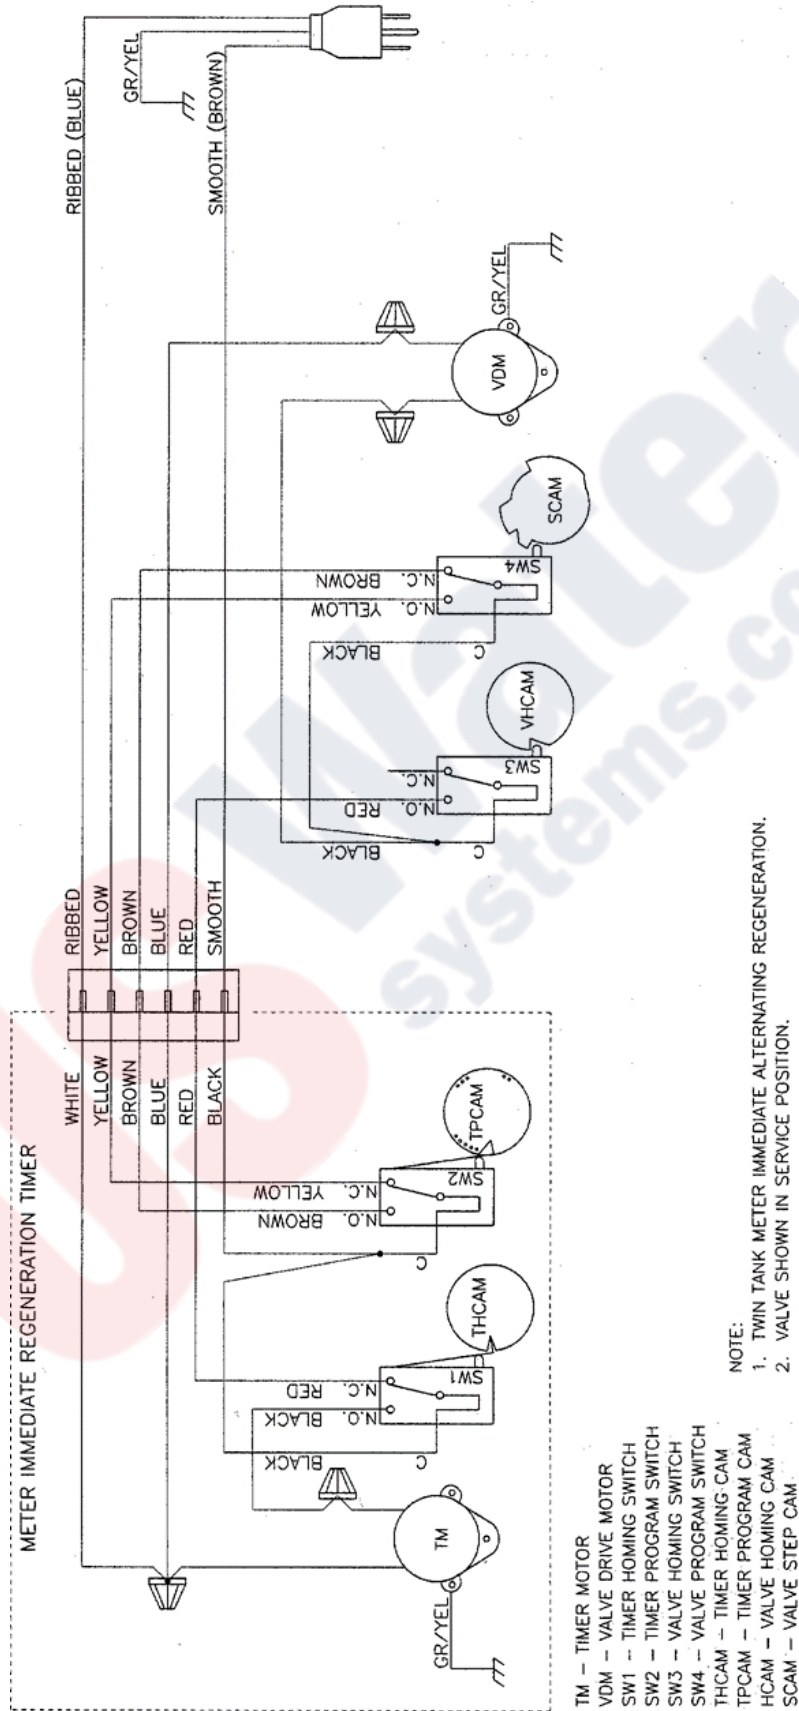 METER IMMEDIATE REGENERATION TIMER
WHITE
YELLOW
BROWN
BLUE
RED
BLACK
RIBBED
YELLOW
BROWN
BLUE
RED
SMOOTH
RIBBED (BLUE)
GR/YEL
SMOOTH (BROWN)
TM
GR/YEL
BLACK
BLACK
RED
C
N.O.
N.C.
SW1
THCAM
BROWN
YELLOW
C
N.O.
N.C.
SW2
TPCAM
BLACK
RED
C
N.O.
N.C.
SW3
VHCAM
BLACK
YELLOW
BROWN
C
N.O.
N.C.
SW4
SCAM
VDM
GR/YEL
TM – TIMER MOTOR
VDM – VALVE DRIVE MOTOR
SW1 – TIMER HOMING SWITCH
SW2 – TIMER PROGRAM SWITCH
SW3 – VALVE HOMING SWITCH
SW4 – VALVE PROGRAM SWITCH
THCAM – TIMER HOMING CAM
TPCAM – TIMER PROGRAM CAM
HCAM – VALVE HOMING CAM
SCAM – VALVE STEP CAM
NOTE:
1. TWIN TANK METER IMMEDIATE ALTERNATING REGENERATION.
2. VALVE SHOWN IN SERVICE POSITION.
US Water
systems.co